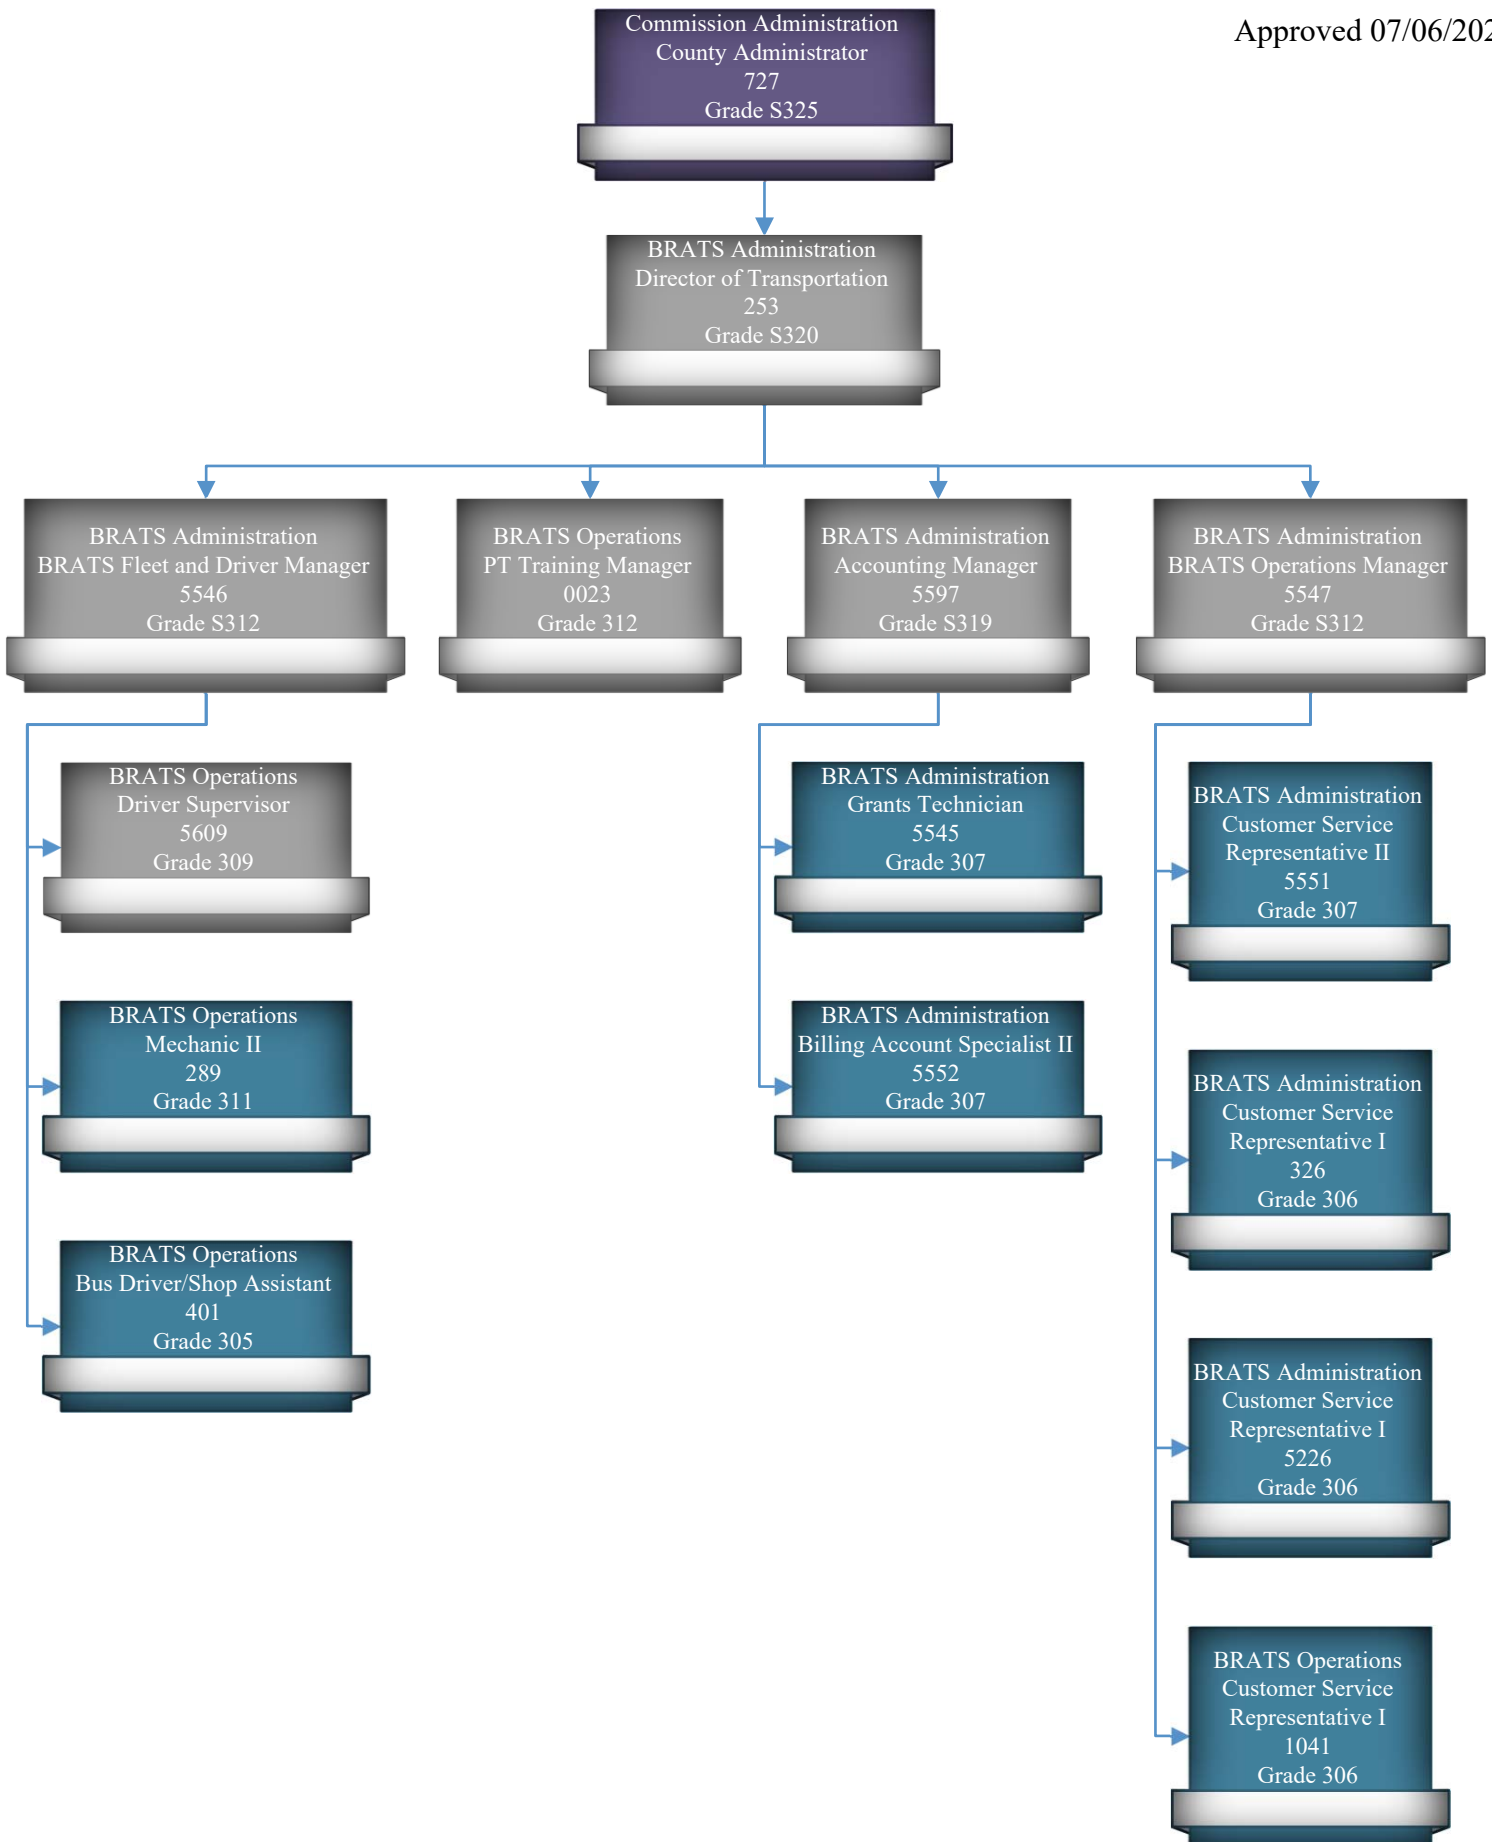 Commission Administration
County Administrator
727
Grade S325
Approved 07/06/202
BRATS Administration
Director of Transportation
253
Grade S320
BRATS Administration
BRATS Fleet and Driver Manager
5546
Grade S312
BRATS Operations
PT Training Manager
0023
Grade 312
BRATS Administration
Accounting Manager
5597
Grade S319
BRATS Administration
BRATS Operations Manager
5547
Grade S312
BRATS Operations
Driver Supervisor
5609
Grade 309
BRATS Operations
Mechanic II
289
Grade 311
BRATS Operations
Bus Driver/Shop Assistant
401
Grade 305
BRATS Administration
Grants Technician
5545
Grade 307
BRATS Administration
Billing Account Specialist II
5552
Grade 307
BRATS Administration
Customer Service
Representative II
5551
Grade 307
BRATS Administration
Customer Service
Representative I
326
Grade 306
BRATS Administration
Customer Service
Representative I
5226
Grade 306
BRATS Operations
Customer Service
Representative I
1041
Grade 306